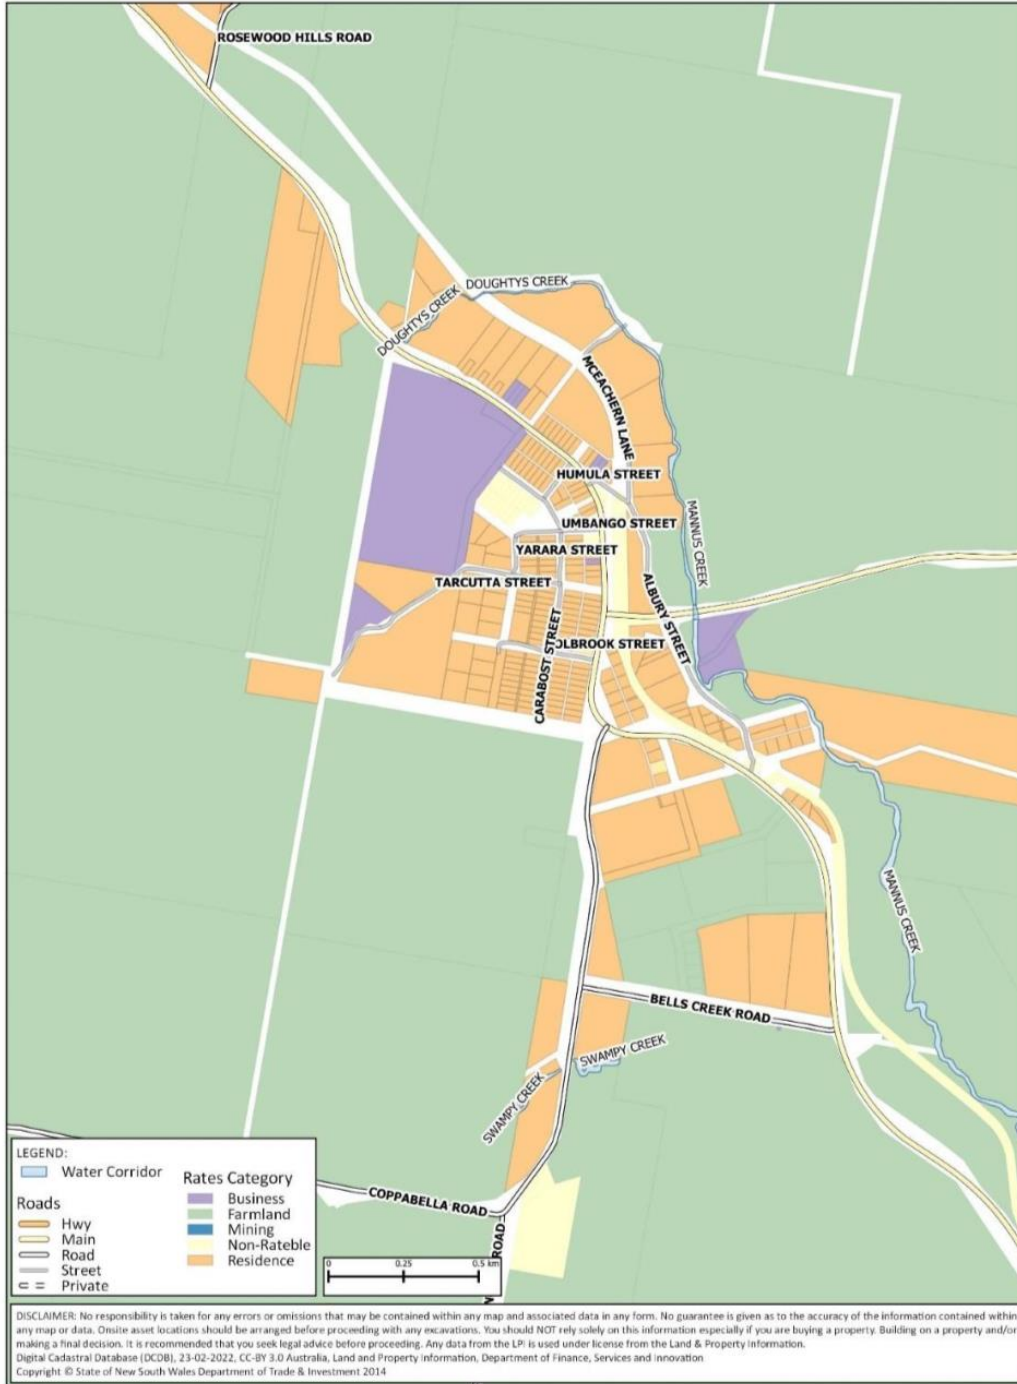 ROSEWOOD HILLS ROAD
DOUGHTYS CREEK
DOUGHTYS CREEK
MCEACHERN LANE
HUMULA STREET
MANNUS CREEK
UMBANGO STREET
YARARA STREET
TARCUTTA STREET
ALBURY STREET
CARABOST STREET
OLBROOK STREET
MANNUS CREEK
BELLS CREEK ROAD
SWAMPY CREEK
SWAMPY CREEK
COPPABELLA ROAD
ROAD
LEGEND:
Water Corridor
Roads
Hwy
Main
Road
Street
Private
Rates Category
Business
Farmland
Mining
Non-Rateble
Residence
0 0.25 0.5 km
DISCLAIMER: No responsibility is taken for any errors or omissions that may be contained within any map and associated data in any form. No guarantee is given as to the accuracy of the information contained within
any map or data. Onsite asset locations should be arranged before proceeding with any excavations. You should NOT rely solely on this information especially if you are buying a property. Building on a property and/or
making a final decision. It is recommended that you seek legal advice before proceeding. Any data from the LPI is used under license from the Land & Property Information.
Digital Cadastral Database (DCDB), 23-02-2022, CC-BY 3.0 Australia, Land and Property Information, Department of Finance, Services and Innovation
Copyright © State of New South Wales Department of Trade & Investment 2014